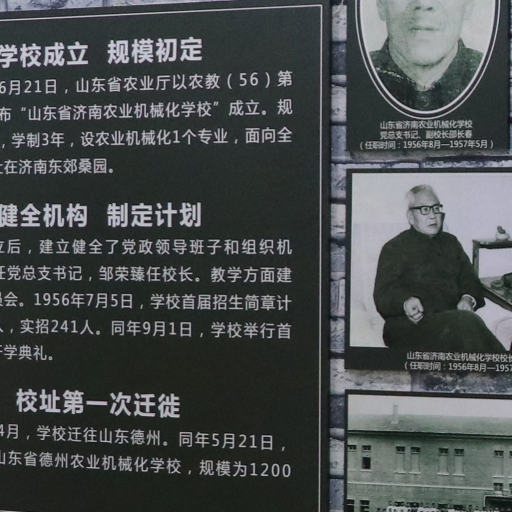 学校成立 规模初定
6月21日，山东省农业厅以农教（56）第
布“山东省济南农业机械化学校”成立。规
，学制3年，设农业机械化1个专业，面向全
在济南东郊桑园。
健全机构 制定计划
立后，建立健全了党政领导班子和组织机
任党总支书记，邹荣臻任校长。教学方面建
员会。1956年7月5日，学校首届招生简章计
，实招241人。同年9月1日，学校举行首
开学典礼。
校址第一次迁徙
4月，学校迁往山东德州。同年5月21日，
山东省德州农业机械化学校，规模为1200
山东省济南农业机械化学校
党总支书记、副校长邵长春
（任职时间：1956年8月—1957年5月）
山东省济南农业机械化学校校长
（任职时间：1956年8月—1957